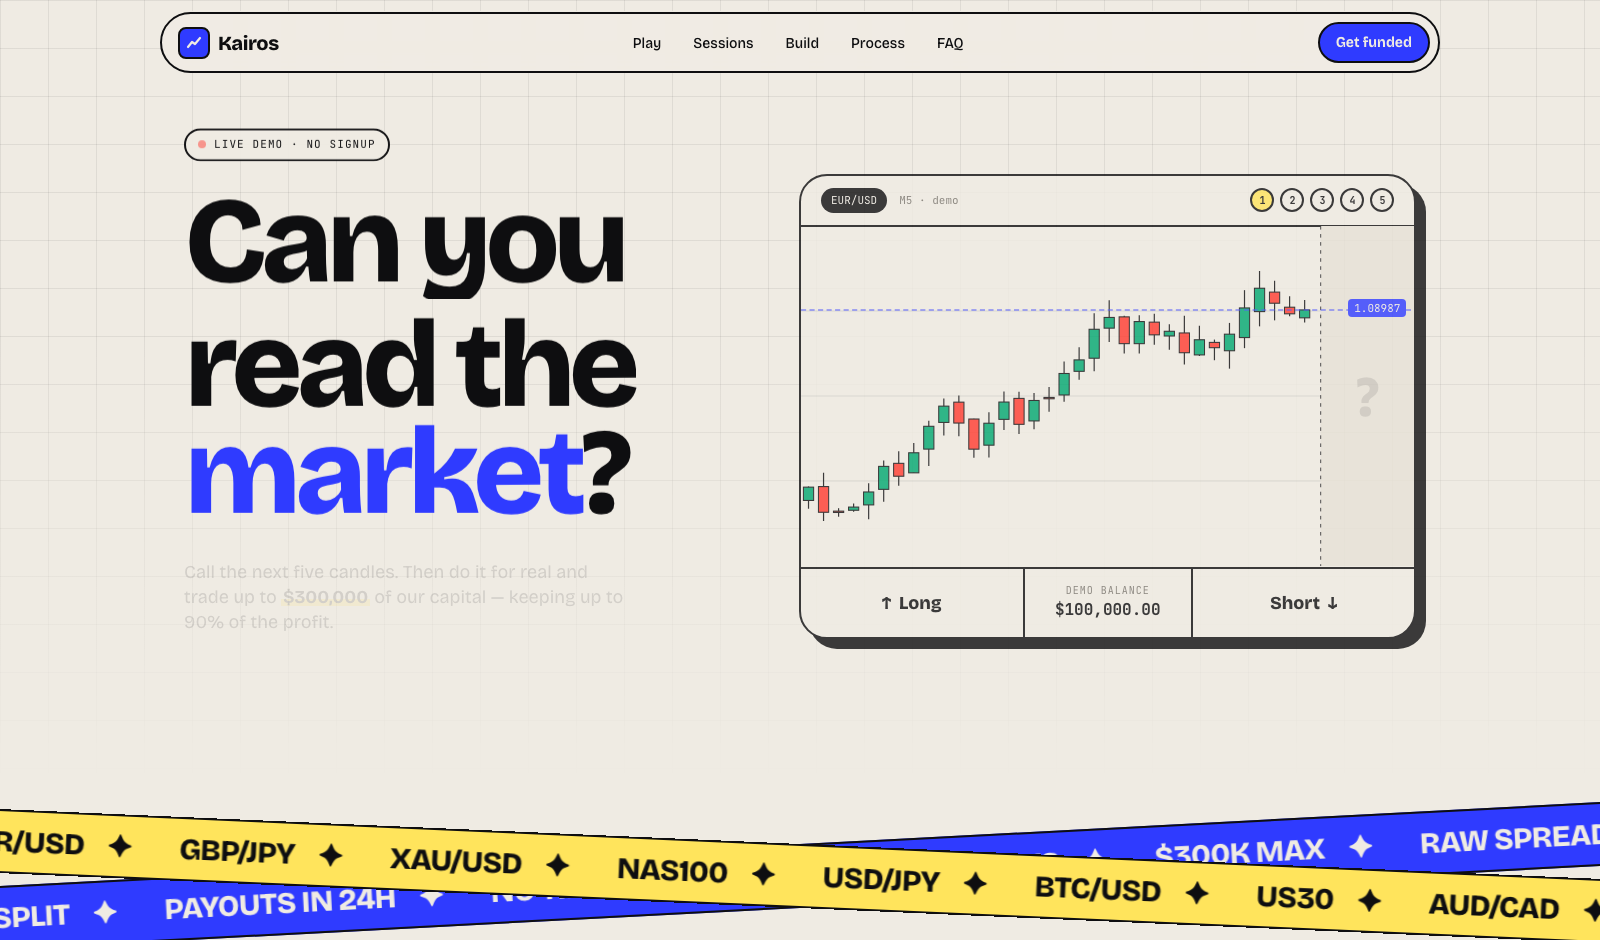 Kairos
Play
Sessions
Build
Process
FAQ
Get funded
LIVE DEMO · NO SIGNUP
Can you
read the
market?
Call the next five candles. Then do it for real and
trade up to $300,000 of our capital — keeping up to
90% of the profit.
EUR/USD
M5 · demo
1
2
3
4
5
1.08987
?
↑ Long
DEMO BALANCE
$100,000.00
Short ↓
R/USD ✦ GBP/JPY ✦ XAU/USD ✦ NAS100 ✦ USD/JPY ✦ BTC/USD ✦ US30 ✦ AUD/CAD ✦
SPLIT ✦ PAYOUTS IN 24H ✦ NO ✦ $300K MAX ✦ RAW SPREAD